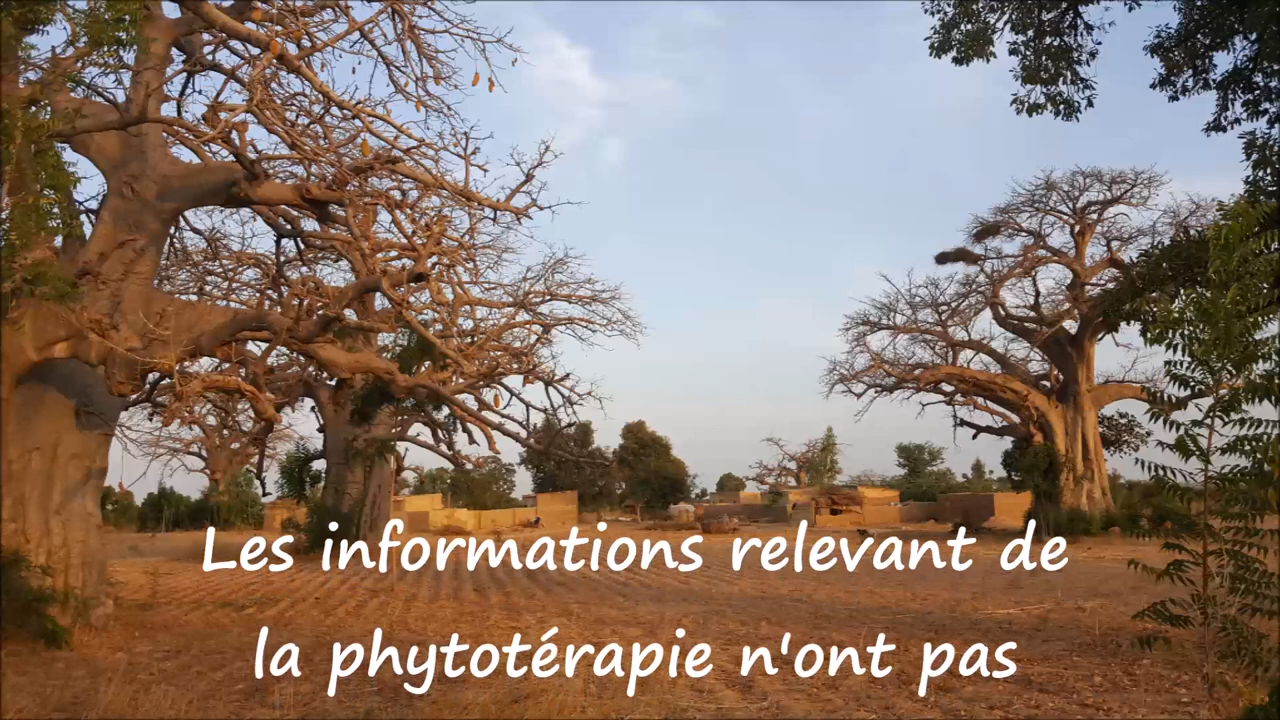 Les informations relevant de
la phytotérapie n'ont pas